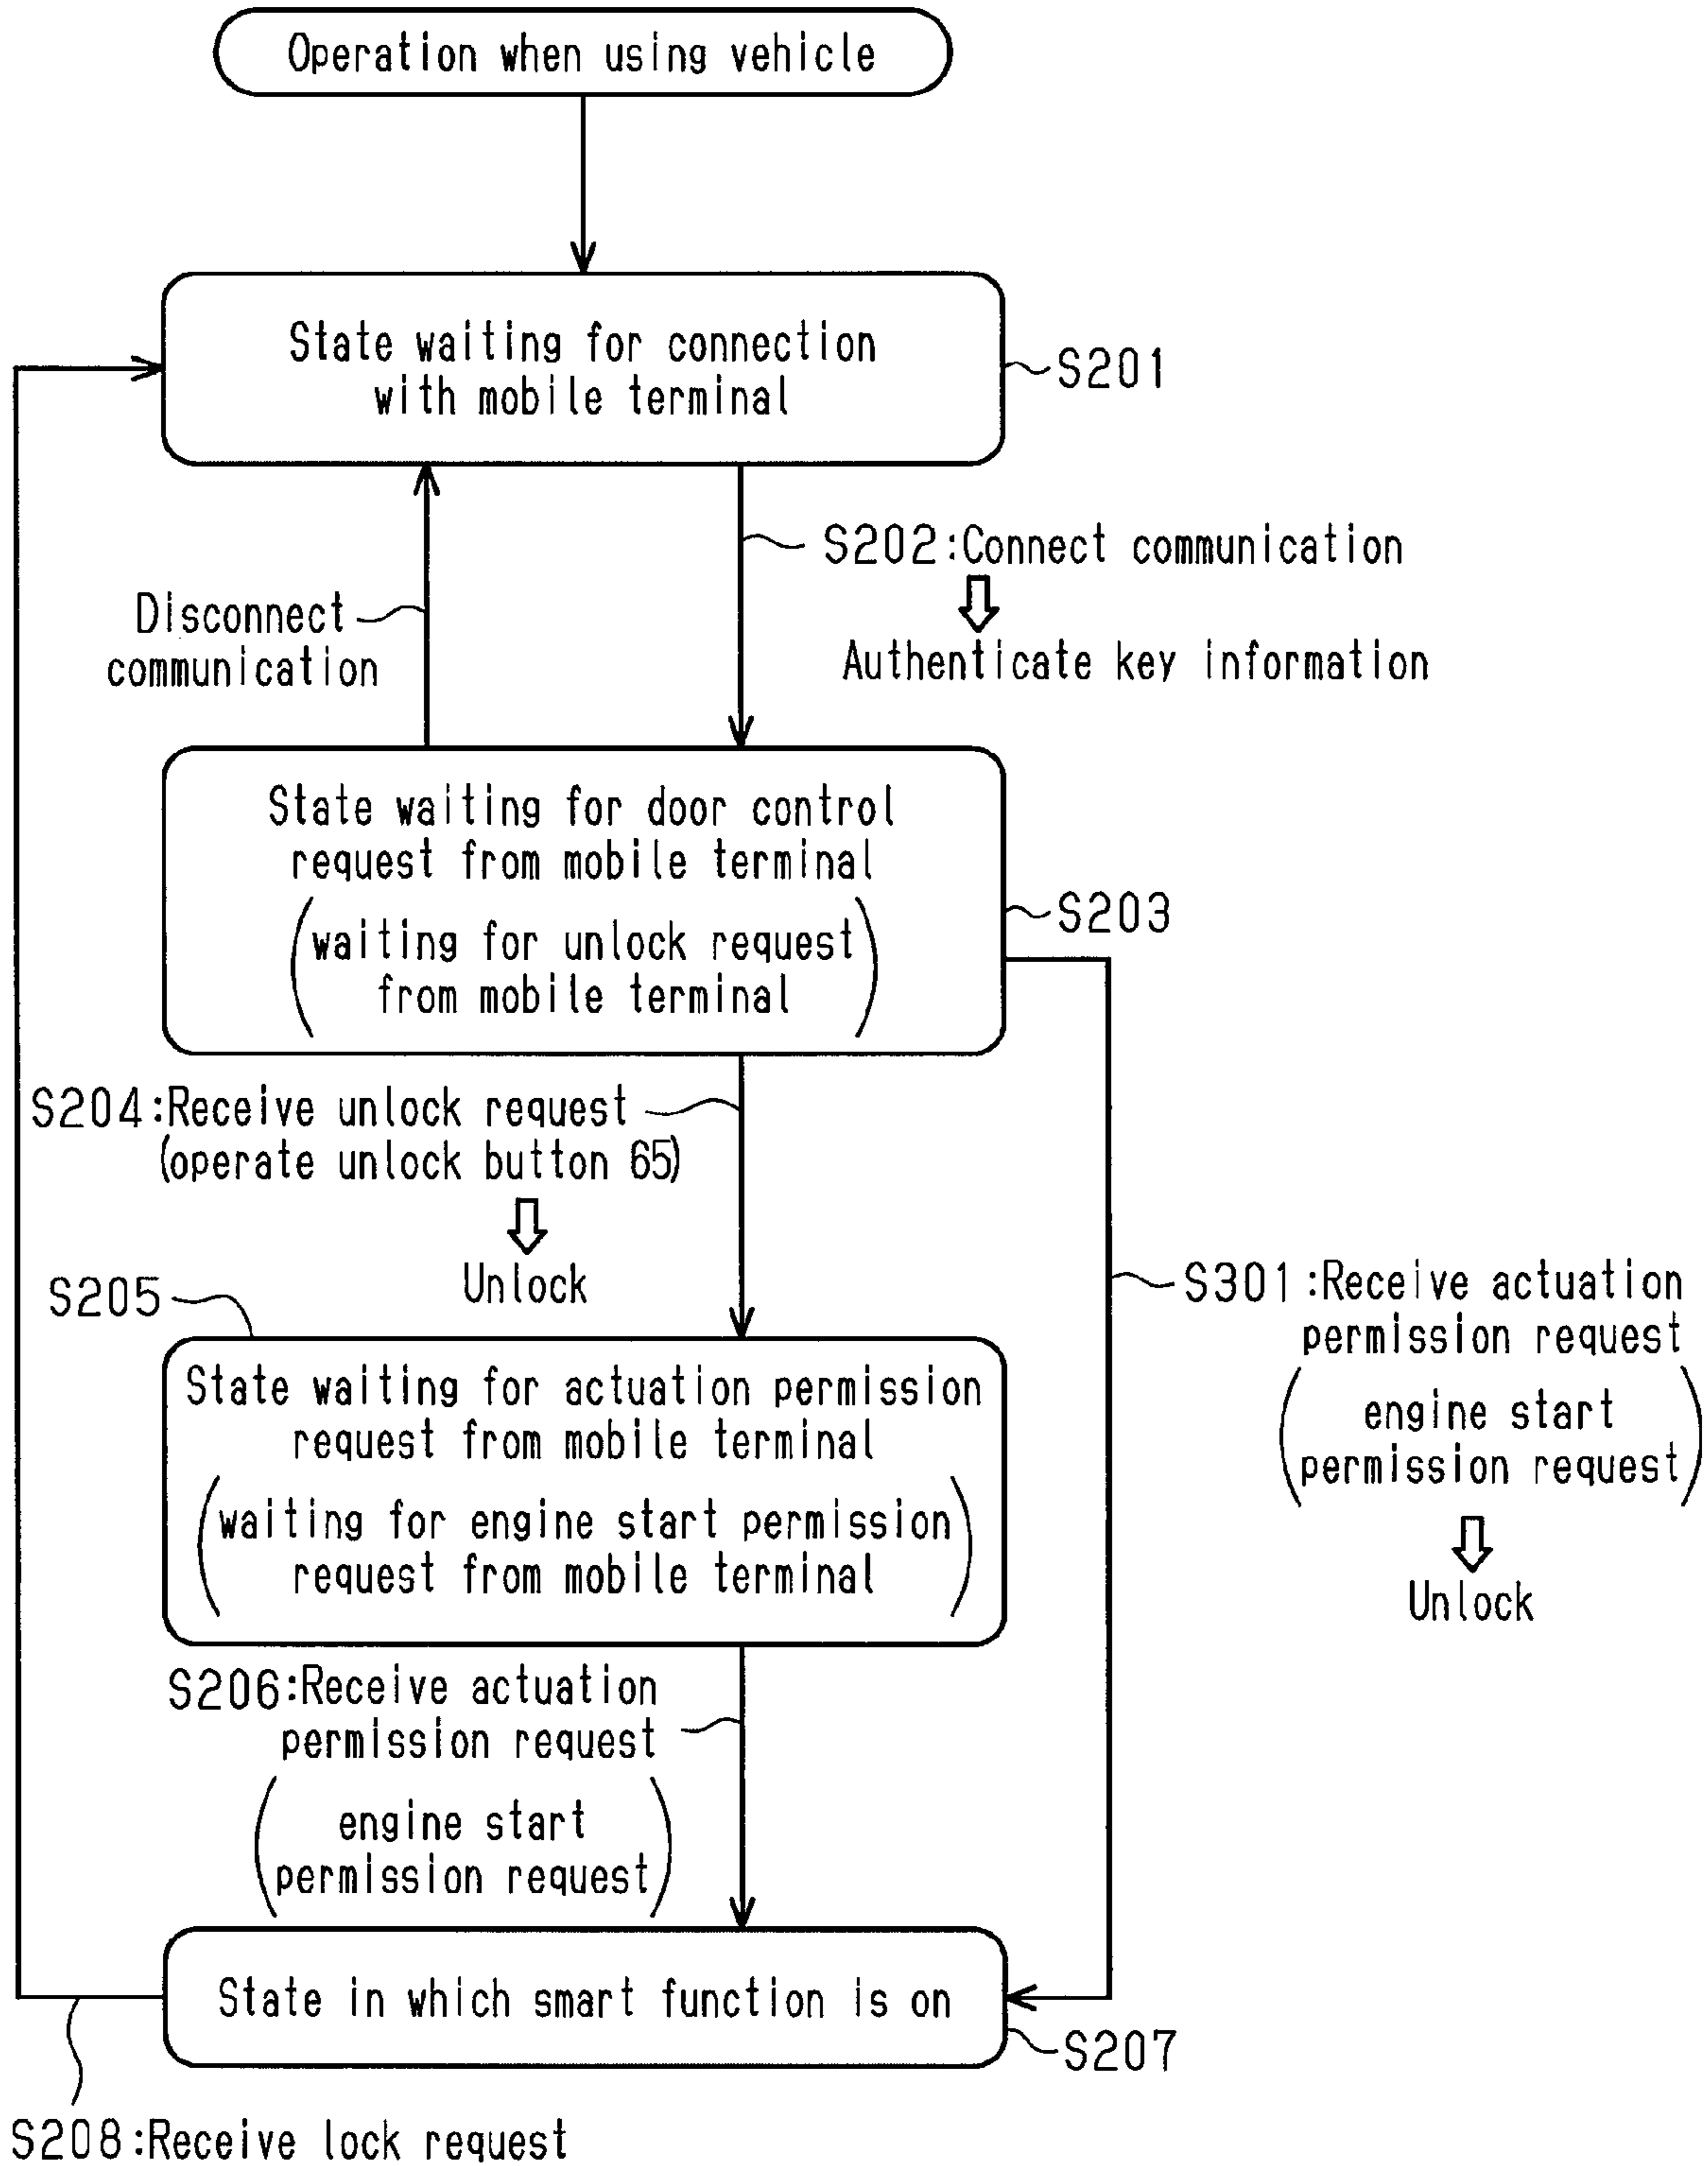 Operation when using vehicle
State waiting for connection
with mobile terminal
S201
S202:Connect communication
Authenticate key information
Disconnect
communication
State waiting for door control
request from mobile terminal
(waiting for unlock request
from mobile terminal)
S203
S204:Receive unlock request
(operate unlock button 65)
Unlock
S205
State waiting for actuation permission
request from mobile terminal
(waiting for engine start permission
request from mobile terminal)
S301:Receive actuation
permission request
(engine start
permission request)
Unlock
S206:Receive actuation
permission request
(engine start
permission request)
State in which smart function is on
S207
S208:Receive lock request